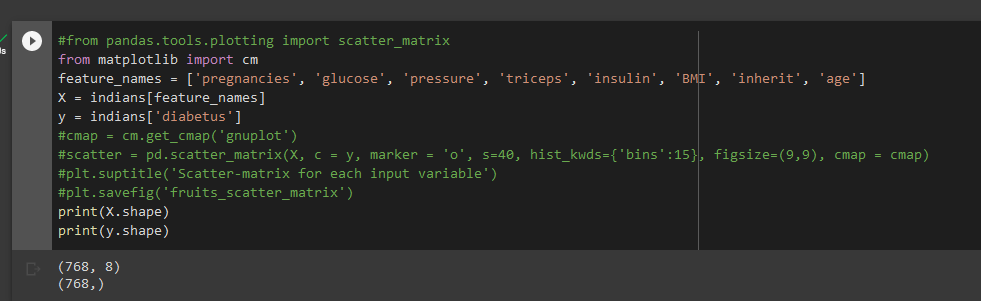 #from pandas.tools.plotting import scatter_matrix
from matplotlib import cm
feature_names = ['pregnancies', 'glucose', 'pressure', 'triceps', 'insulin', 'BMI', 'inherit', 'age']
X = indians[feature_names]
y = indians['diabetus']
#cmap = cm.get_cmap('gnuplot')
#scatter = pd.scatter_matrix(X, c = y, marker = 'o', s=40, hist_kwds={'bins':15}, figsize=(9,9), cmap = cmap)
#plt.suptitle('Scatter-matrix for each input variable')
#plt.savefig('fruits_scatter_matrix')
print(X.shape)
print(y.shape)
(768, 8)
(768,)